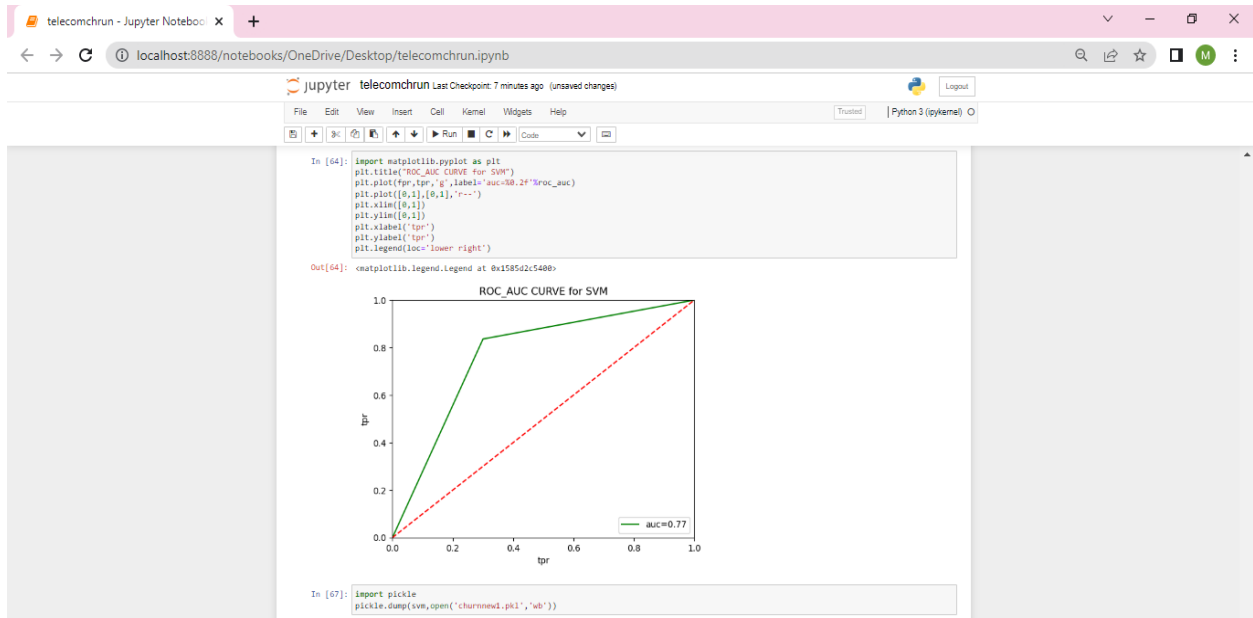 telecomchrun - Jupyter Noteboo
localhost:8888/notebooks/OneDrive/Desktop/telecomchrun.ipynb
M
Jupyter telecomchrun Last Checkpoint: 7 minutes ago (unsaved changes)
Logout
File Edit View Insert Cell Kernel Widgets Help
Trusted
Python 3 (ipykernel)
Run
Code
In [64]: import matplotlib.pyplot as plt
plt.title("ROC_AUC CURVE for SVM")
plt.plot(fpr,tpr,'g',label='auc=%0.2f'%roc_auc)
plt.plot([0,1],[0,1],'r--')
plt.xlim([0,1])
plt.ylim([0,1])
plt.xlabel('tpr')
plt.ylabel('tpr')
plt.legend(loc='lower right')
Out[64]: <matplotlib.legend.Legend at 0x1585d2c5400>
ROC_AUC CURVE for SVM
1.0
0.8
0.6
tpr
0.4
0.2
auc=0.77
0.0
0.0 0.2 0.4 0.6 0.8 1.0
tpr
In [67]: import pickle
pickle.dump(svm,open('churnnew1.pkl','wb'))